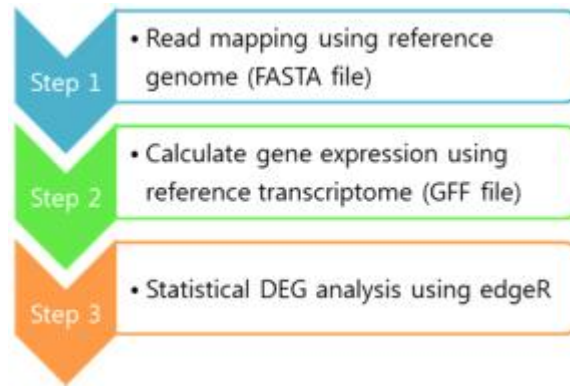 Step 1
• Read mapping using reference
genome (FASTA file)
Step 2
• Calculate gene expression using
reference transcriptome (GFF file)
Step 3
• Statistical DEG analysis using edgeR